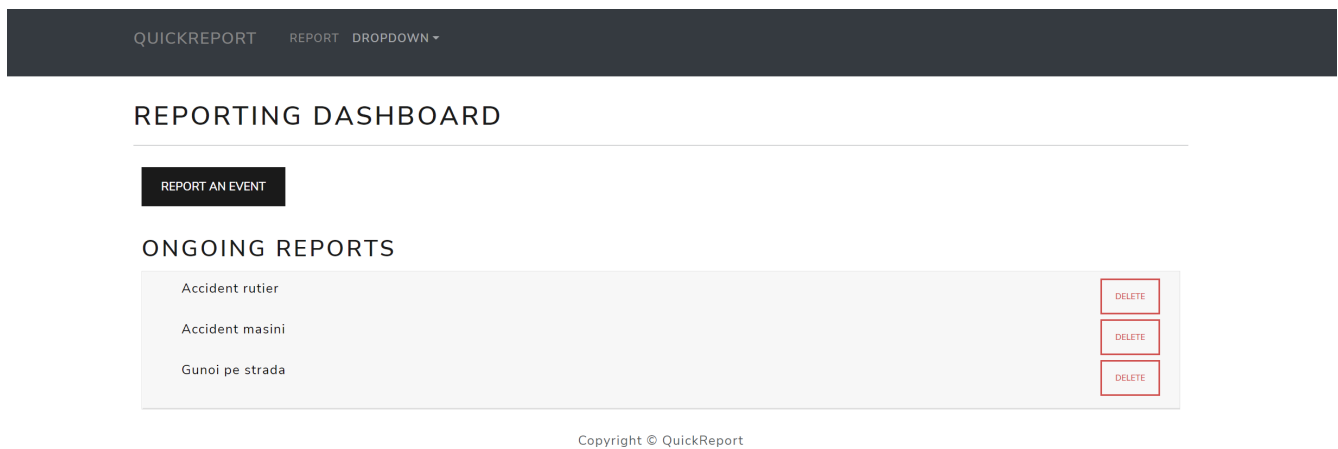 QUICKREPORT REPORT DROPDOWN
REPORTING DASHBOARD
REPORT AN EVENT
ONGOING REPORTS
Accident rutier DELETE
Accident masini DELETE
Gunoi pe strada DELETE
Copyright © QuickReport